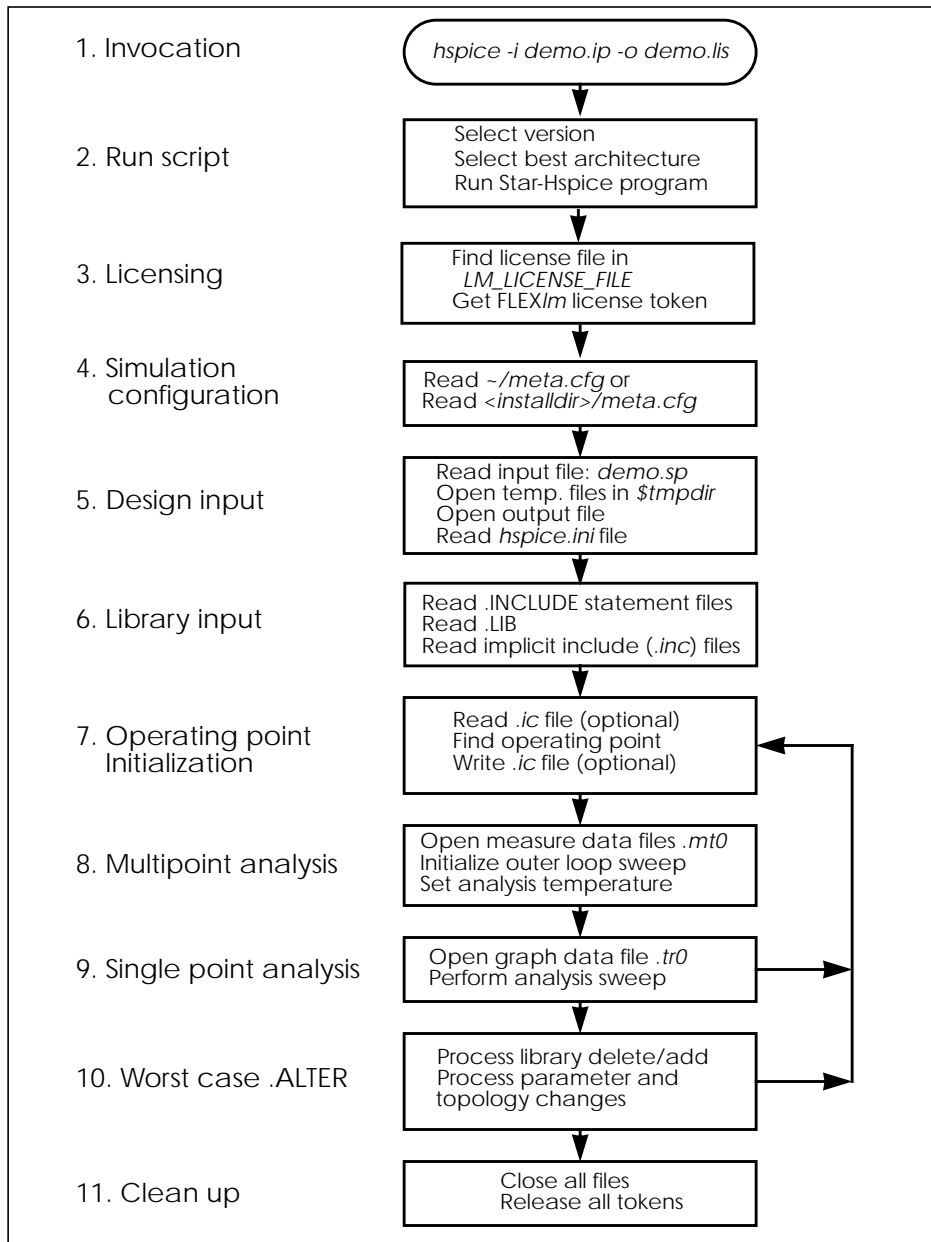 1. Invocation
hspice -i demo.ip -o demo.lis
2. Run script
Select version
Select best architecture
Run Star-Hspice program
3. Licensing
Find license file in
LM_LICENSE_FILE
Get FLEXlm license token
4. Simulation
configuration
Read ~/meta.cfg or
Read <installdir>/meta.cfg
5. Design input
Read input file: demo.sp
Open temp. files in $tmpdir
Open output file
Read hspice.ini file
6. Library input
Read .INCLUDE statement files
Read .LIB
Read implicit include (.inc) files
7. Operating point
Initialization
Read .ic file (optional)
Find operating point
Write .ic file (optional)
8. Multipoint analysis
Open measure data files .mt0
Initialize outer loop sweep
Set analysis temperature
9. Single point analysis
Open graph data file .tr0
Perform analysis sweep
10. Worst case .ALTER
Process library delete/add
Process parameter and
topology changes
11. Clean up
Close all files
Release all tokens